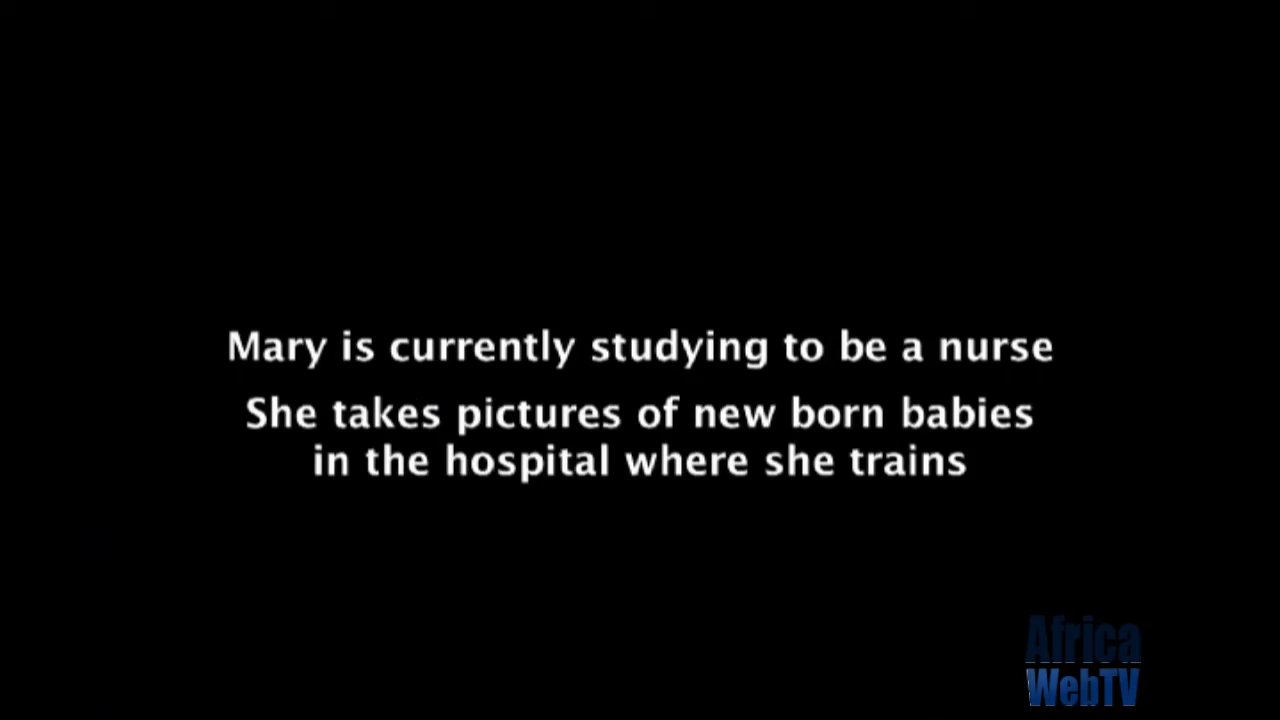 Mary is currently studying to be a nurse
She takes pictures of new born babies
in the hospital where she trains
Africa
WebTV